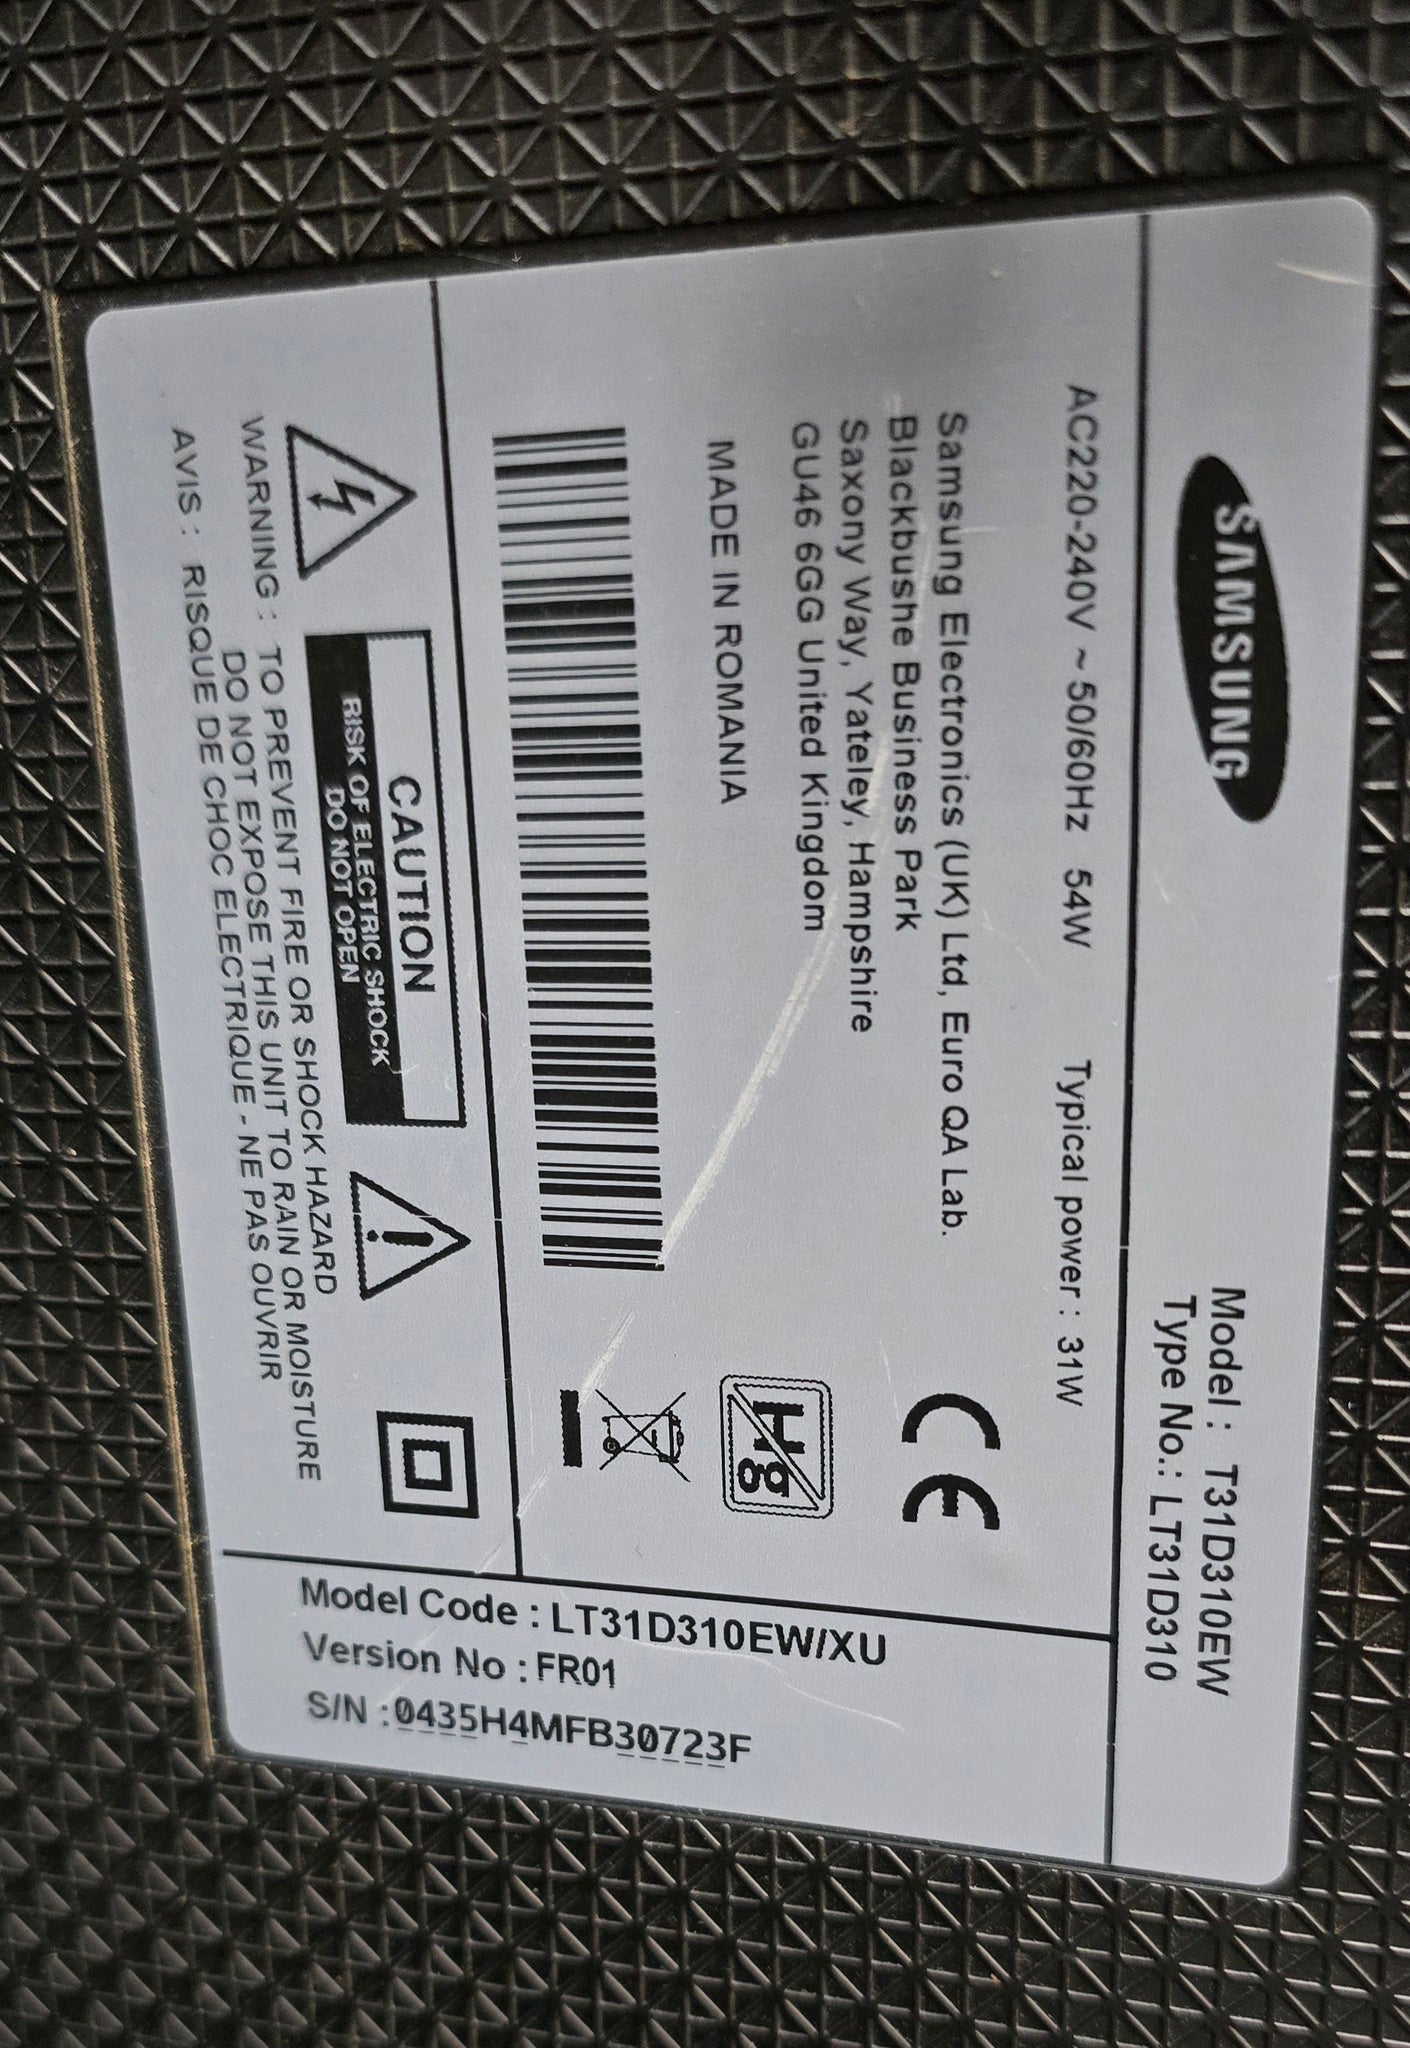 SAMSUNG
Model : T31D310EW
Type No.: LT31D310
AC220-240V ~ 50/60Hz 54W Typical power : 31W
Samsung Electronics (UK) Ltd, Euro QA Lab.
Blackbushe Business Park
Saxony Way, Yateley, Hampshire
GU46 6GG United Kingdom
MADE IN ROMANIA
CE
Hg
CAUTION
RISK OF ELECTRIC SHOCK
DO NOT OPEN
WARNING : TO PREVENT FIRE OR SHOCK HAZARD
DO NOT EXPOSE THIS UNIT TO RAIN OR MOISTURE
AVIS : RISQUE DE CHOC ELECTRIQUE - NE PAS OUVRIR
Model Code : LT31D310EW/XU
Version No : FR01
S/N : 0435H4MFB30723F